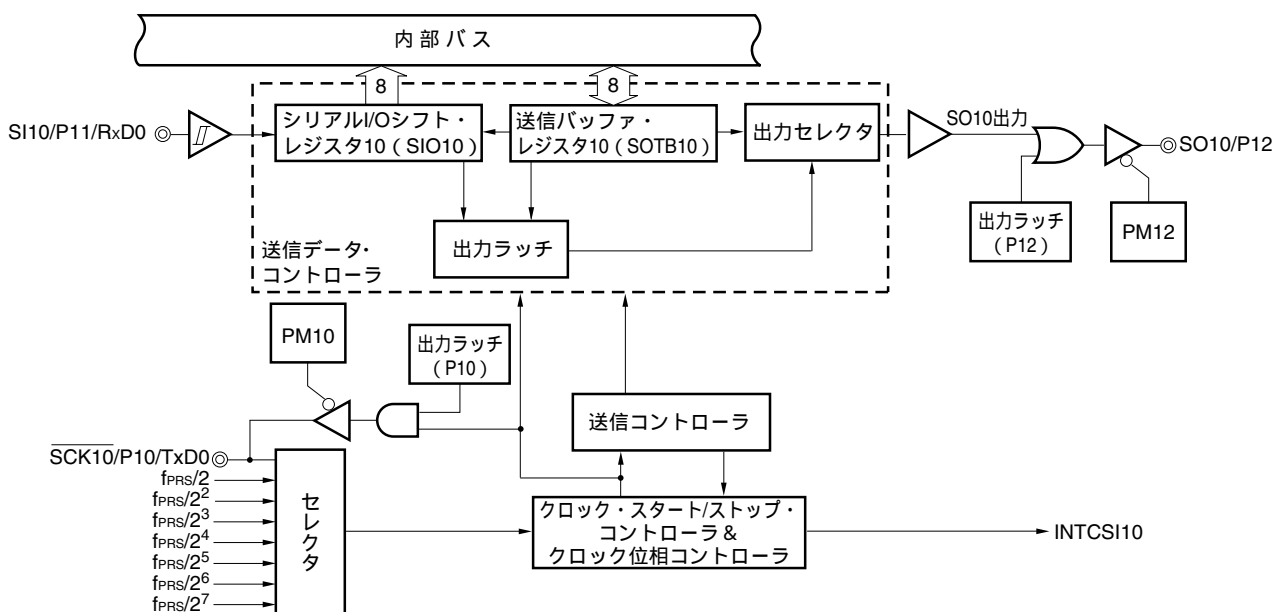 内部バス
8
8
SI10/P11/RxD0
シリアルI/Oシフト・
レジスタ10(SIO10)
送信バッファ・
レジスタ10(SOTB10)
出力セレクタ
SO10出力
SO10/P12
出力ラッチ
(P12)
PM12
出力ラッチ
送信データ・
コントローラ
PM10
出力ラッチ
(P10)
送信コントローラ
SCK10/P10/TxD0
fPRS/2
fPRS/2²
fPRS/2³
fPRS/2⁴
fPRS/2⁵
fPRS/2⁶
fPRS/2⁷
セレクタ
クロック・スタート/ストップ・
コントローラ&
クロック位相コントローラ
INTCSI10